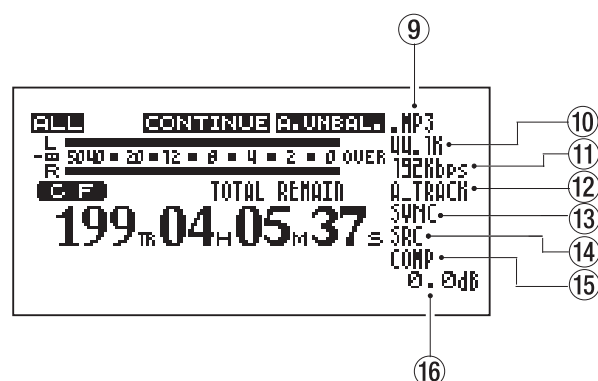 ⑨
ALL CONTINUE A.UNBAL. .MP3
L
-∞ 50 40 20 12 8 4 2 0 OVER
R
44.1K ⑩
192Kbps ⑪
CF TOTAL REMAIN A_TRACK ⑫
199TR 04H 05M 37S
SYNC ⑬
SRC ⑭
COMP ⑮
0.0dB
⑯